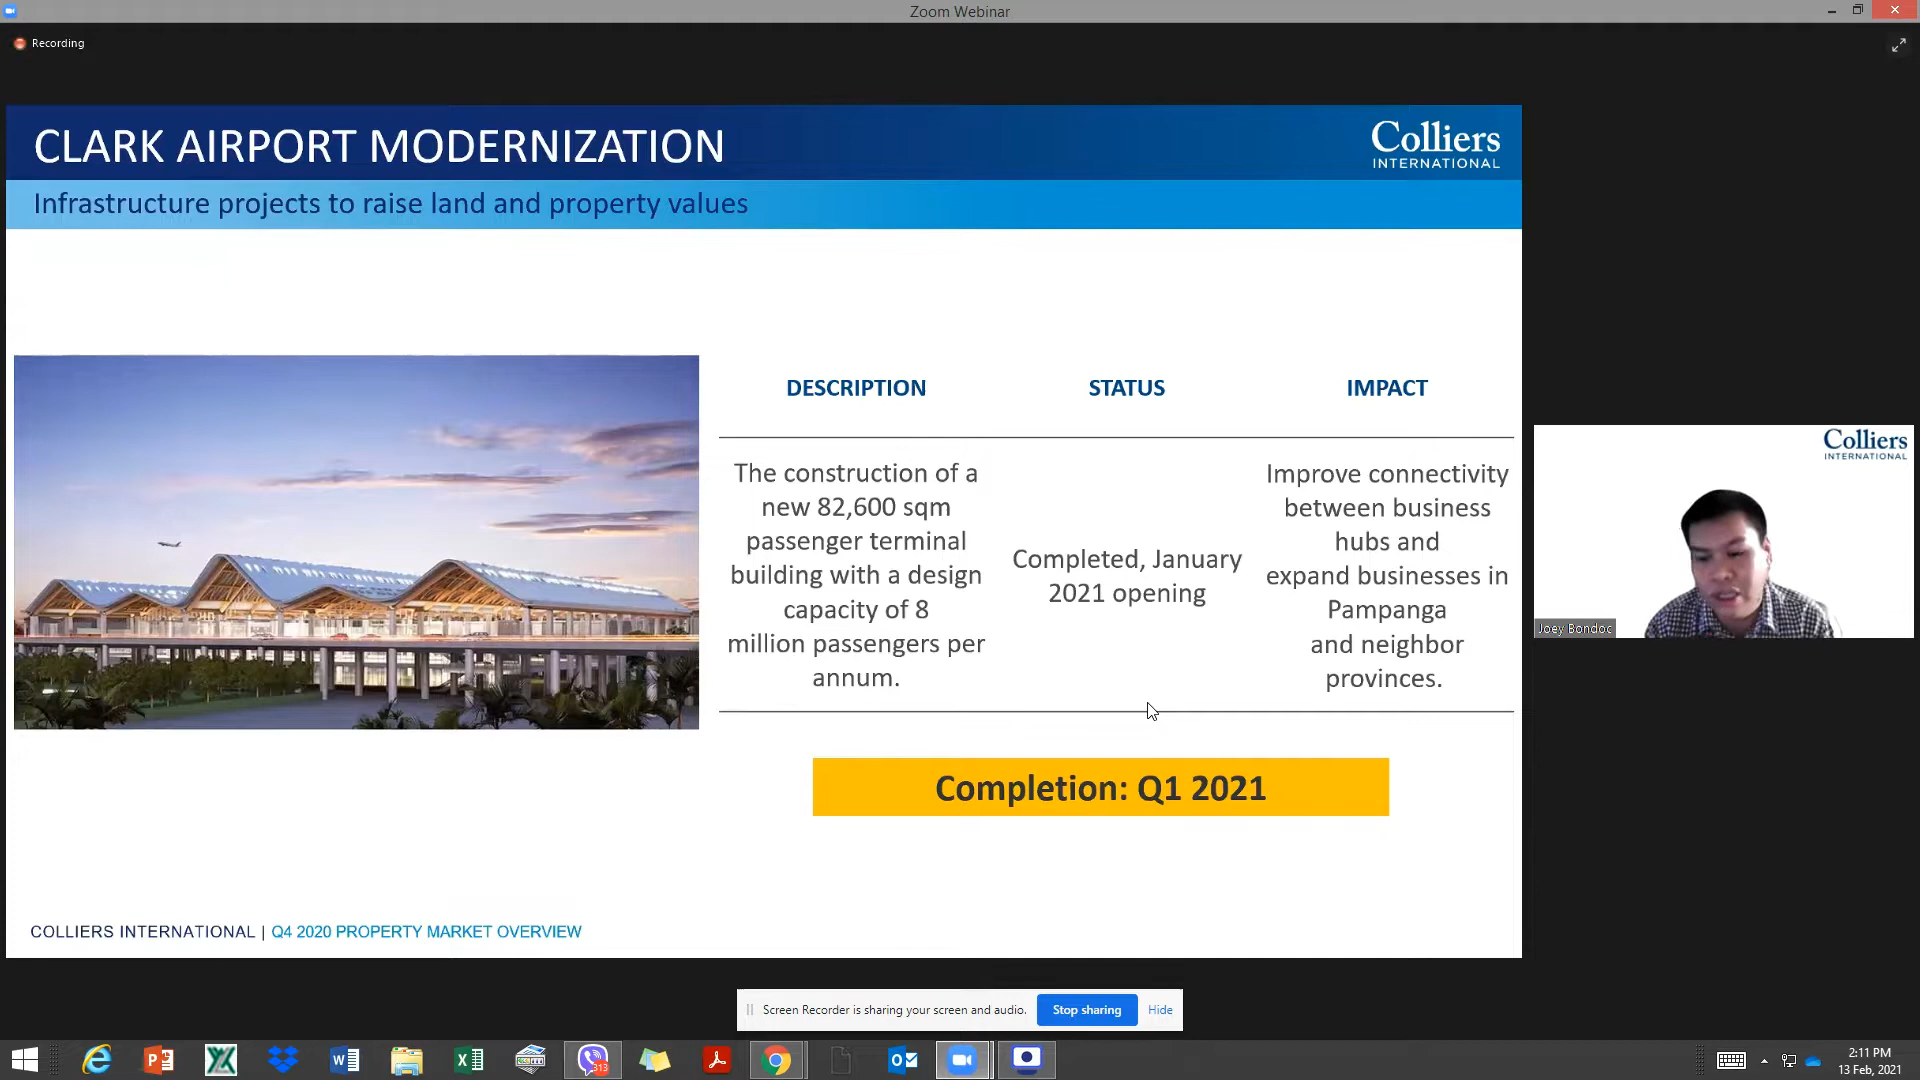 Zoom Webinar
Recording
CLARK AIRPORT MODERNIZATION
Colliers
INTERNATIONAL
Infrastructure projects to raise land and property values
DESCRIPTION
STATUS
IMPACT
The construction of a
new 82,600 sqm
passenger terminal
building with a design
capacity of 8
million passengers per
annum.
Completed, January
2021 opening
Improve connectivity
between business
hubs and
expand businesses in
Pampanga
and neighbor
provinces.
Completion: Q1 2021
COLLIERS INTERNATIONAL | Q4 2020 PROPERTY MARKET OVERVIEW
Colliers
INTERNATIONAL
Joey Bondoc
Screen Recorder is sharing your screen and audio.
Stop sharing
Hide
313
2:11 PM
13 Feb, 2021